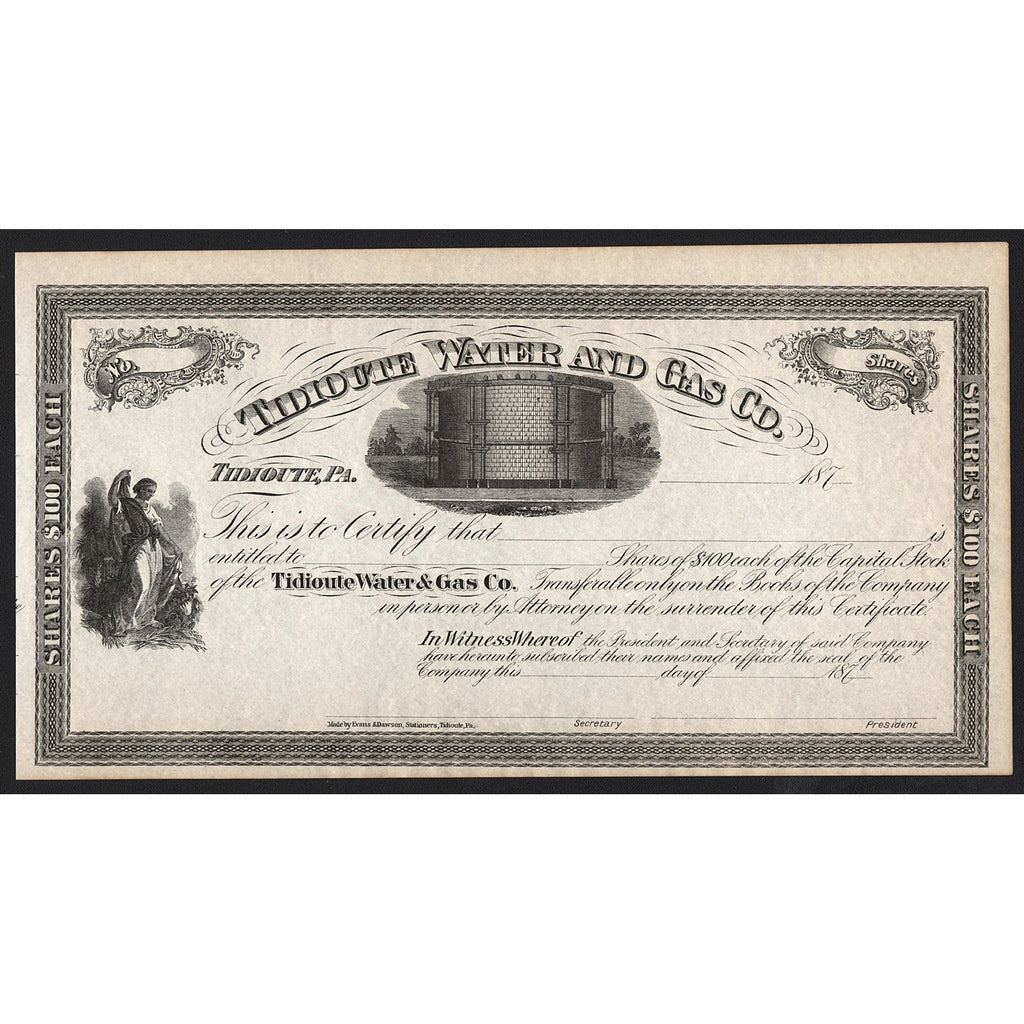 TIDIOUTE WATER AND GAS CO.
No.
Shares
SHARES $100 EACH
SHARES $100 EACH
TIDIOUTE, PA. 187
This is to Certify that is
entitled to Shares of $100 each of the Capital Stock
of the Tidioute Water & Gas Co. Transferable only on the Books of the Company
in person or by Attorney on the surrender of this Certificate.
In Witness Whereof the President and Secretary of said Company
have hereunto subscribed their names and affixed the seal of the
Company this day of 187
Made by Evans & Dawson, Stationers, Tidioute, Pa. Secretary President